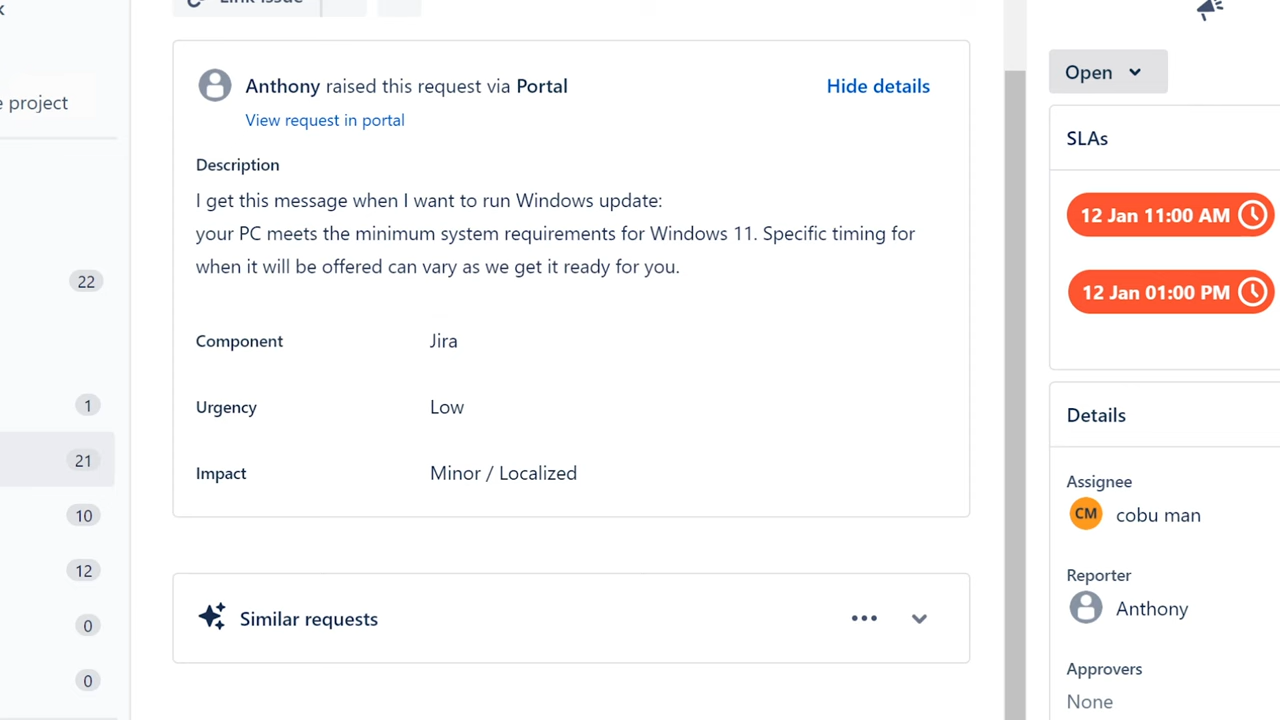 Link issue
e project
22
1
21
10
12
0
0
Anthony raised this request via Portal
Hide details
View request in portal
Description
I get this message when I want to run Windows update:
your PC meets the minimum system requirements for Windows 11. Specific timing for
when it will be offered can vary as we get it ready for you.
Component Jira
Urgency Low
Impact Minor / Localized
Similar requests
Open
SLAs
12 Jan 11:00 AM
12 Jan 01:00 PM
Details
Assignee
CM cobu man
Reporter
Anthony
Approvers
None